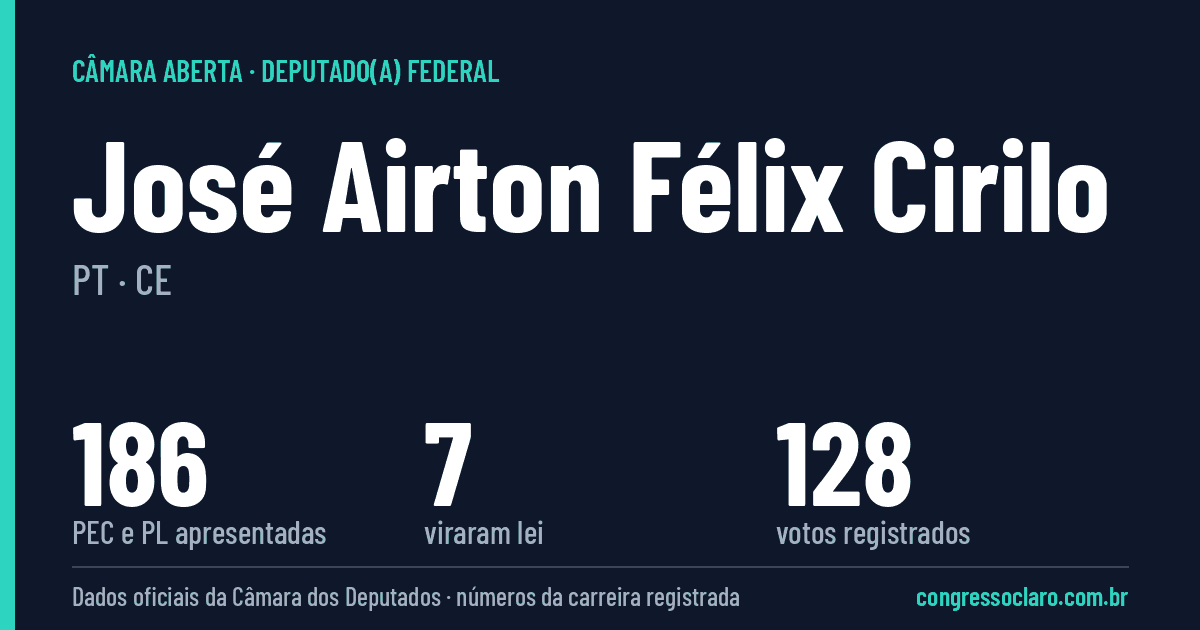 CÂMARA ABERTA · DEPUTADO(A) FEDERAL
José Airton Félix Cirilo
PT · CE
186 7 128
PEC e PL apresentadas viraram lei votos registrados
Dados oficiais da Câmara dos Deputados · números da carreira registrada congressoclaro.com.br